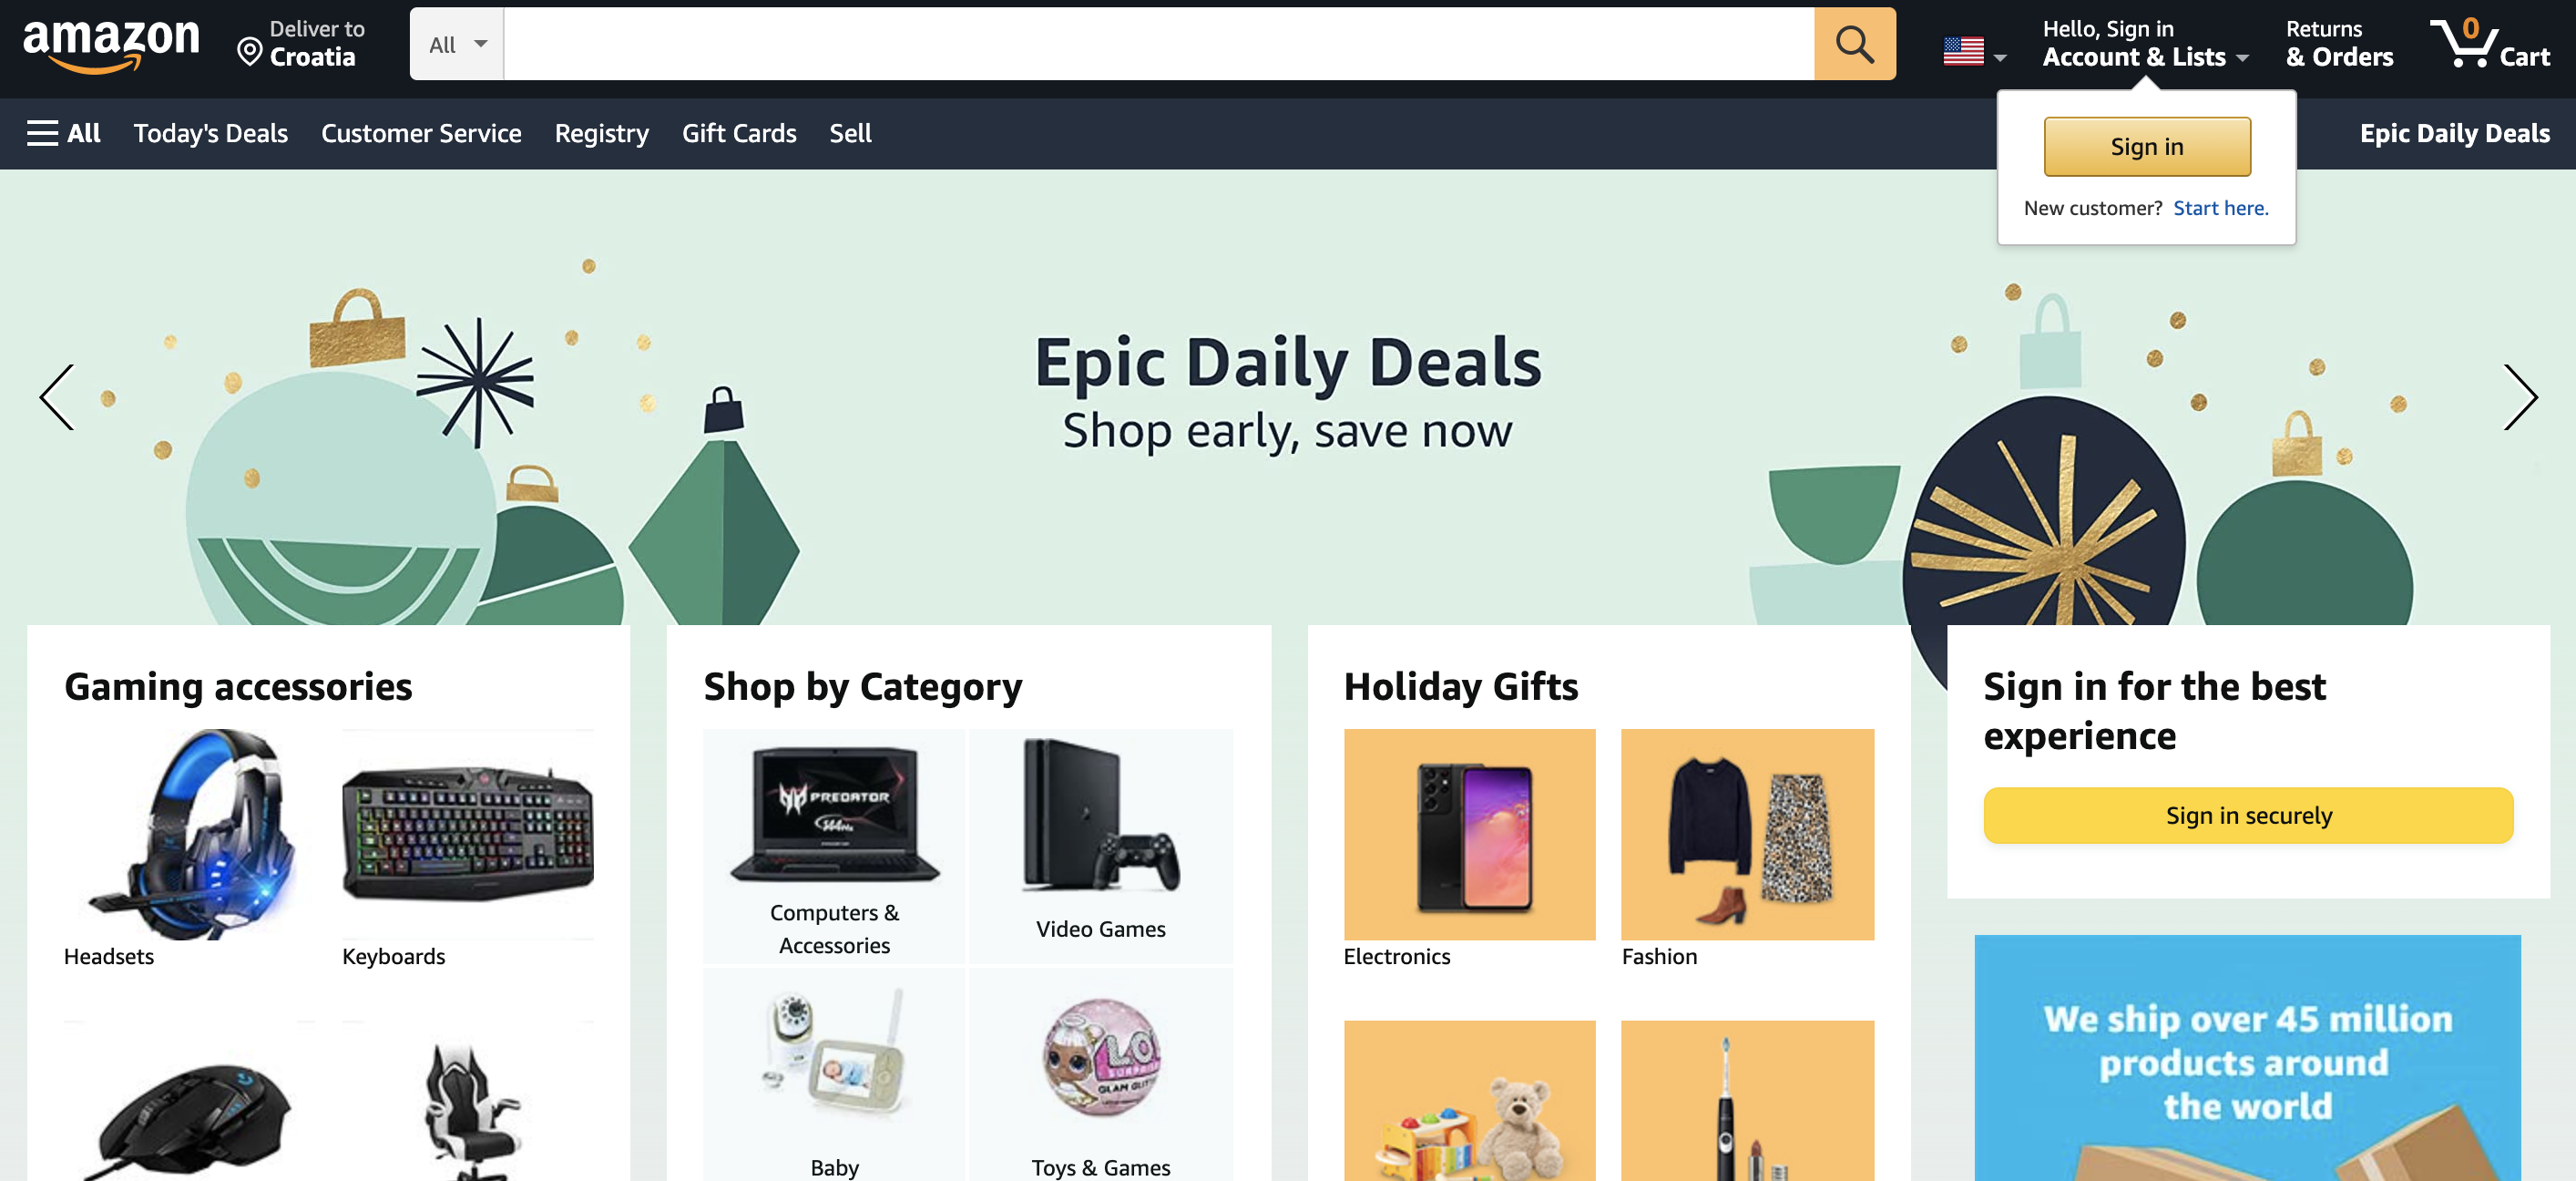 amazon
Deliver to
Croatia
All
Hello, Sign in
Account & Lists
Returns
& Orders
0
Cart
All
Today's Deals
Customer Service
Registry
Gift Cards
Sell
Epic Daily Deals
Sign in
New customer? Start here.
Epic Daily Deals
Shop early, save now
Gaming accessories
Headsets
Keyboards
Shop by Category
PREDATOR
Computers &
Accessories
Video Games
Baby
L.O.L.
SURPRISE
GLAM GLITTER
Toys & Games
Holiday Gifts
Electronics
Fashion
Sign in for the best
experience
Sign in securely
We ship over 45 million
products around
the world